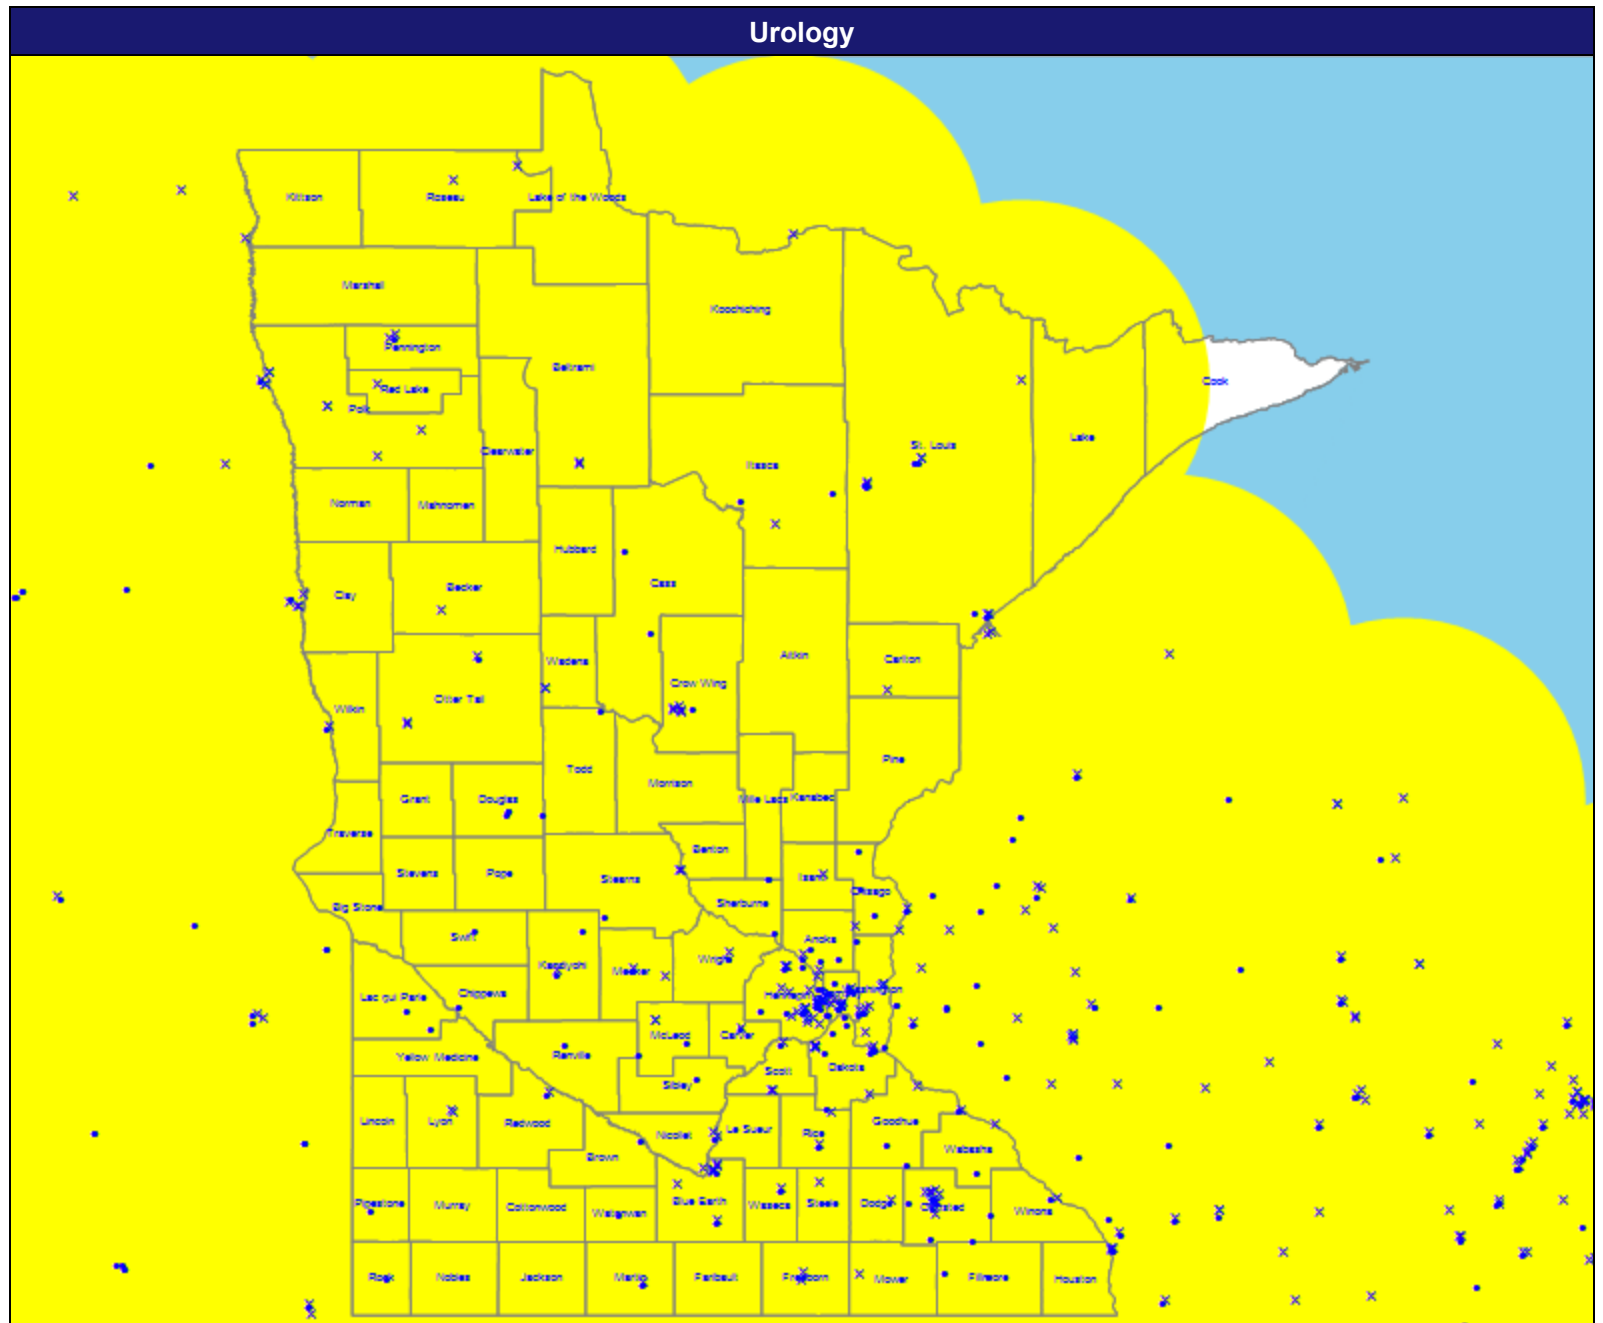 Urology
Kittson
Roseau
Lake of the Woods
Marshall
Koochiching
Pennington
Beltrami
Cook
Red Lake
Polk
Lake
St. Louis
Clearwater
Itasca
Norman
Mahnomen
Hubbard
Cass
Becker
Clay
Aitkin
Carlton
Wadena
Crow Wing
Otter Tail
Wilkin
Pine
Todd
Morrison
Grant
Douglas
Mille Lacs
Kanabec
Traverse
Benton
Stevens
Pope
Stearns
Isanti
Chisago
Sherburne
Big Stone
Swift
Anoka
Wright
Kandiyohi
Meeker
Hennepin
Washington
Chippewa
Lac qui Parle
McLeod
Carver
Renville
Yellow Medicine
Dakota
Scott
Sibley
Lincoln
Lyon
Redwood
Goodhue
Le Sueur
Rice
Nicollet
Wabasha
Brown
Pipestone
Murray
Cottonwood
Watonwan
Blue Earth
Waseca
Steele
Dodge
Olmsted
Winona
Rock
Nobles
Jackson
Martin
Faribault
Freeborn
Mower
Fillmore
Houston